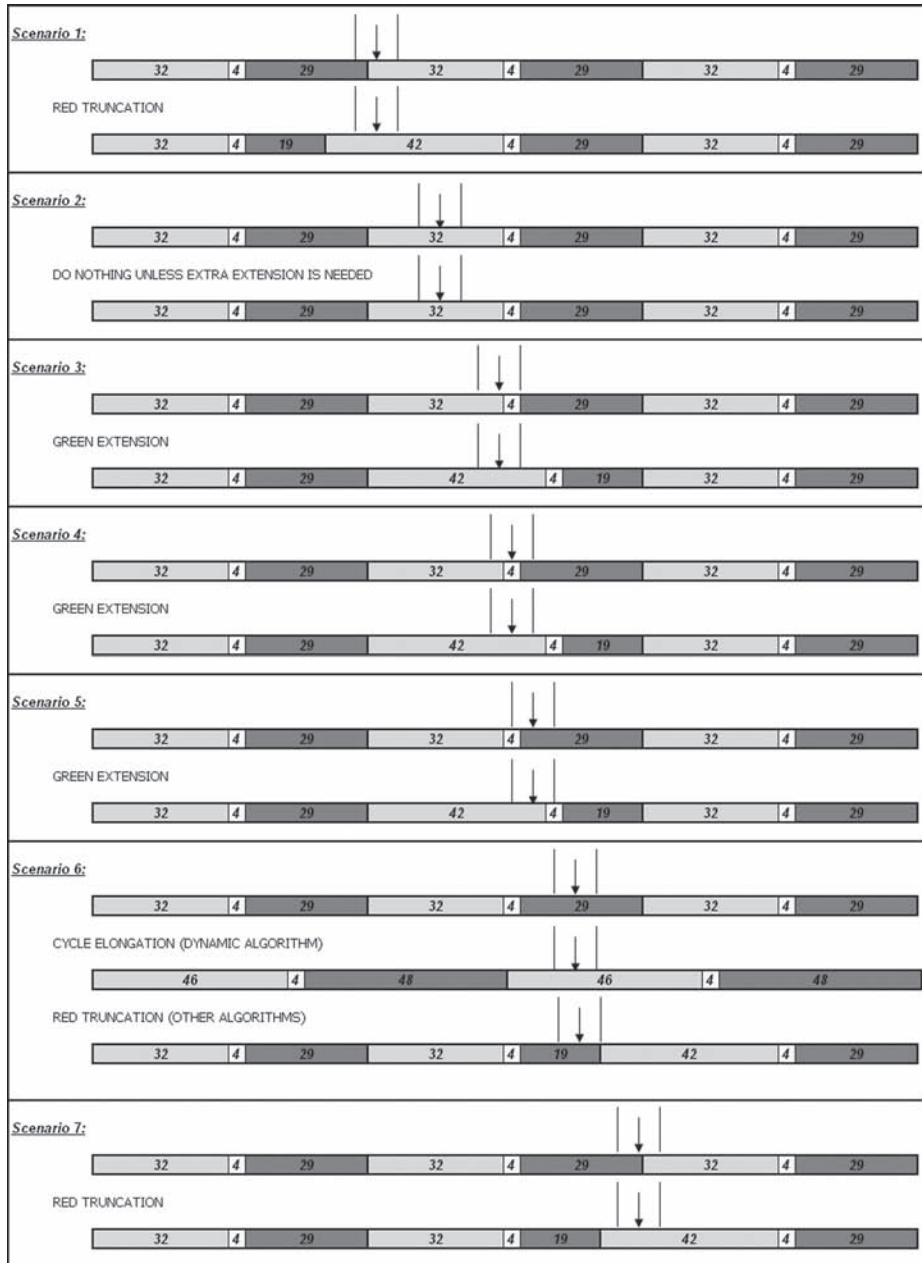 Scenario 1:
32 4 29 32 4 29 32 4 29
RED TRUNCATION
32 4 19 42 4 29 32 4 29
Scenario 2:
32 4 29 32 4 29 32 4 29
DO NOTHING UNLESS EXTRA EXTENSION IS NEEDED
32 4 29 32 4 29 32 4 29
Scenario 3:
32 4 29 32 4 29 32 4 29
GREEN EXTENSION
32 4 29 42 4 19 32 4 29
Scenario 4:
32 4 29 32 4 29 32 4 29
GREEN EXTENSION
32 4 29 42 4 19 32 4 29
Scenario 5:
32 4 29 32 4 29 32 4 29
GREEN EXTENSION
32 4 29 42 4 19 32 4 29
Scenario 6:
32 4 29 32 4 29 32 4 29
CYCLE ELONGATION (DYNAMIC ALGORITHM)
46 4 48 46 4 48
RED TRUNCATION (OTHER ALGORITHMS)
32 4 29 32 4 19 42 4 29
Scenario 7:
32 4 29 32 4 29 32 4 29
RED TRUNCATION
32 4 29 32 4 19 42 4 29